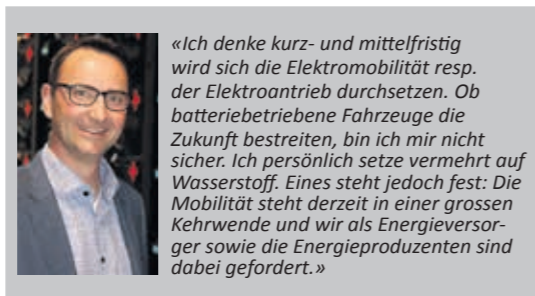 «Ich denke kurz- und mittelfristig
wird sich die Elektromobilität resp.
der Elektroantrieb durchsetzen. Ob
batteriebetriebene Fahrzeuge die
Zukunft bestreiten, bin ich mir nicht
sicher. Ich persönlich setze vermehrt auf
Wasserstoff. Eines steht jedoch fest: Die
Mobilität steht derzeit in einer grossen
Kehrwende und wir als Energieversor-
ger sowie die Energieproduzenten sind
dabei gefordert.»